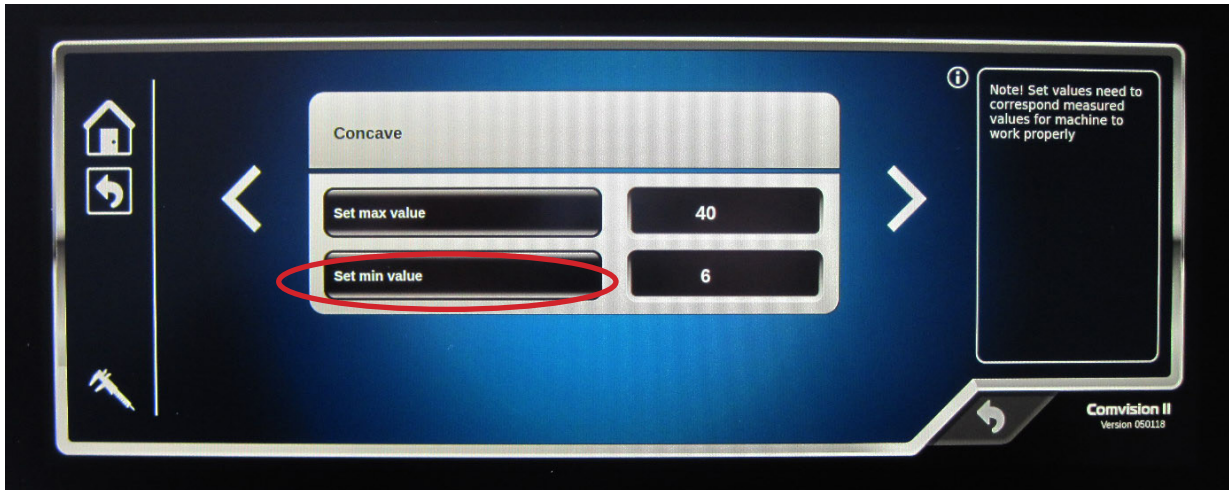 Concave
Set max value
40
Set min value
6
Note! Set values need to
correspond measured
values for machine to
work properly
Comvision II
Version 050118